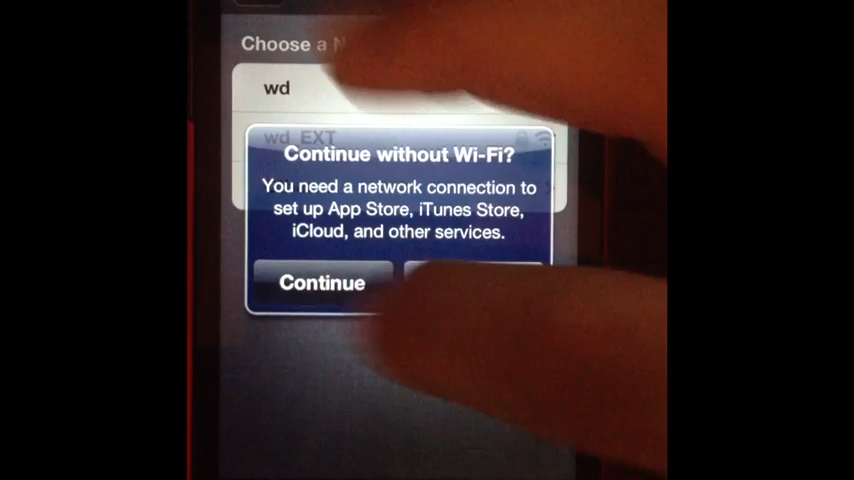 Choose a
wd
wd_EXT
Continue without Wi-Fi?
You need a network connection to
set up App Store, iTunes Store,
iCloud, and other services.
Continue